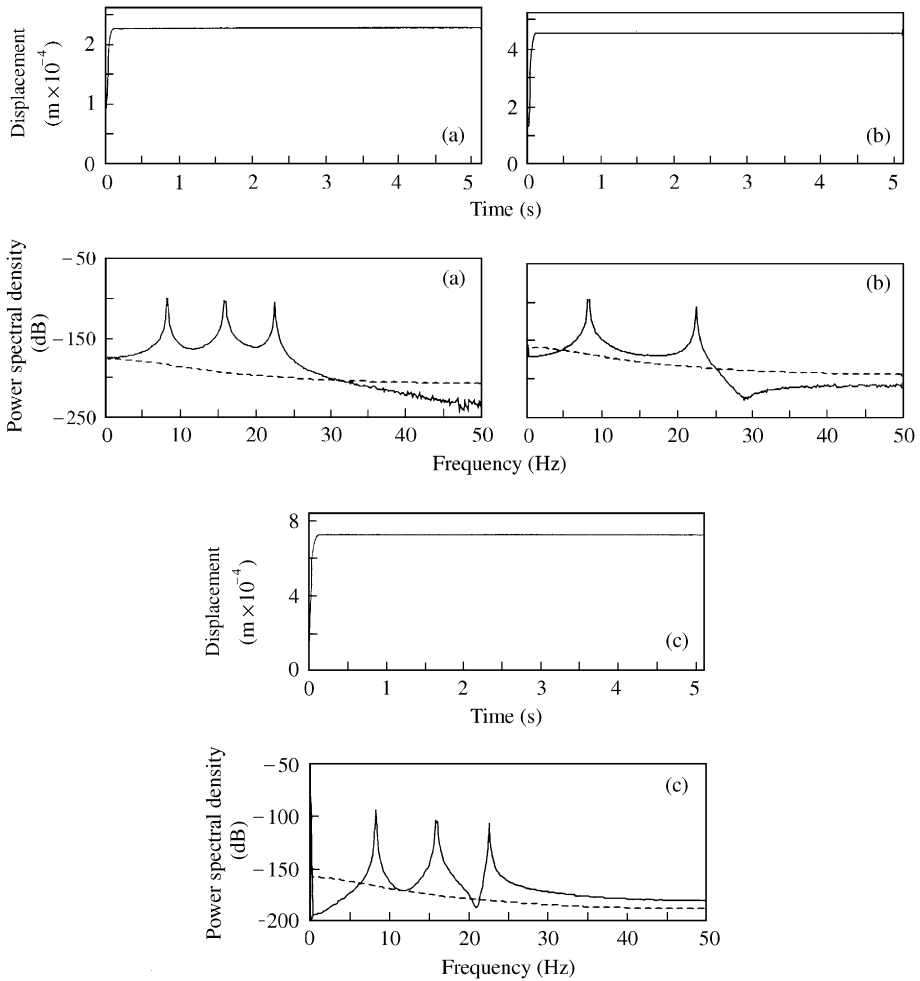 Displacement
(m×10⁻⁴)
2
1
0
(a)
0 1 2 3 4 5
4
2
0
(b)
0 1 2 3 4 5
Time (s)
Power spectral density
(dB)
−50
−150
−250
(a)
0 10 20 30 40 50
(b)
0 10 20 30 40 50
Frequency (Hz)
Displacement
(m×10⁻⁴)
8
4
0
(c)
0 1 2 3 4 5
Time (s)
Power spectral density
(dB)
−50
−100
−150
-200
(c)
0 10 20 30 40 50
Frequency (Hz)